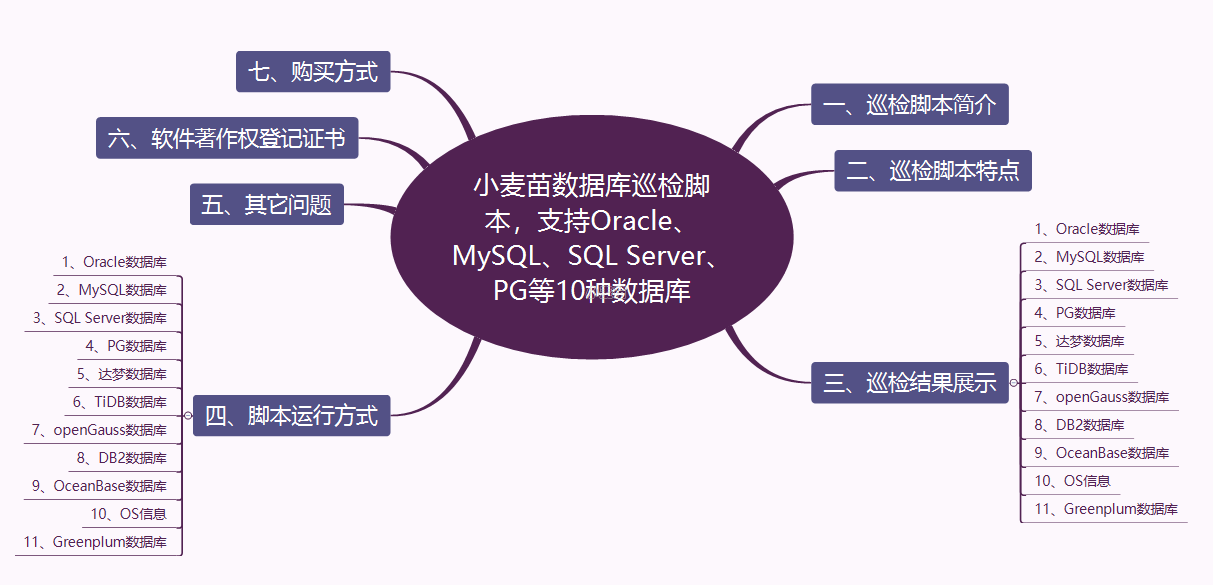 小麦苗数据库巡检脚
本，支持Oracle、
MySQL、SQL Server、
PG等10种数据库
一、巡检脚本简介
二、巡检脚本特点
三、巡检结果展示
1、Oracle数据库
2、MySQL数据库
3、SQL Server数据库
4、PG数据库
5、达梦数据库
6、TiDB数据库
7、openGauss数据库
8、DB2数据库
9、OceanBase数据库
10、OS信息
11、Greenplum数据库
四、脚本运行方式
1、Oracle数据库
2、MySQL数据库
3、SQL Server数据库
4、PG数据库
5、达梦数据库
6、TiDB数据库
7、openGauss数据库
8、DB2数据库
9、OceanBase数据库
10、OS信息
11、Greenplum数据库
五、其它问题
六、软件著作权登记证书
七、购买方式